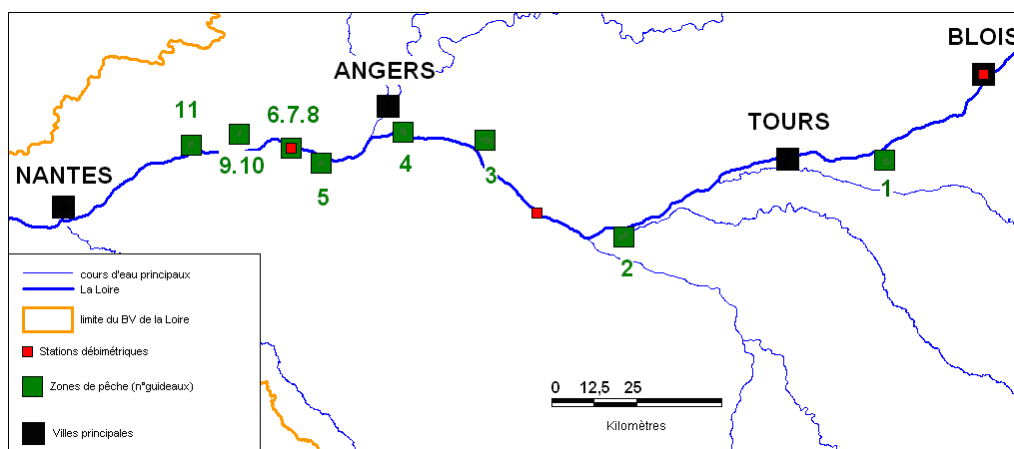 BLOIS
ANGERS
11
6.7.8
TOURS
9.10
4
NANTES
5
3
1
2
cours d'eau principaux
La Loire
limite du BV de la Loire
Stations débimétriques
Zones de pêche (n°guideaux)
Villes principales
0 12,5 25
Kilomètres